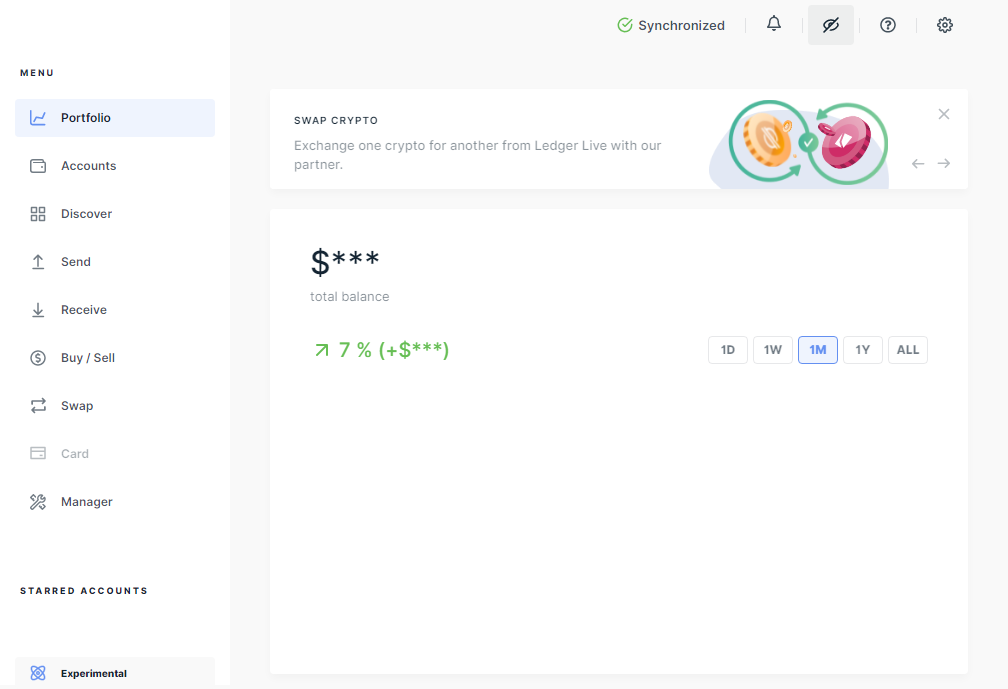 Synchronized
MENU
Portfolio
Accounts
Discover
Send
Receive
Buy / Sell
Swap
Card
Manager
STARRED ACCOUNTS
Experimental
SWAP CRYPTO
Exchange one crypto for another from Ledger Live with our
partner.
$***
total balance
7 % (+$***)
1D 1W 1M 1Y ALL